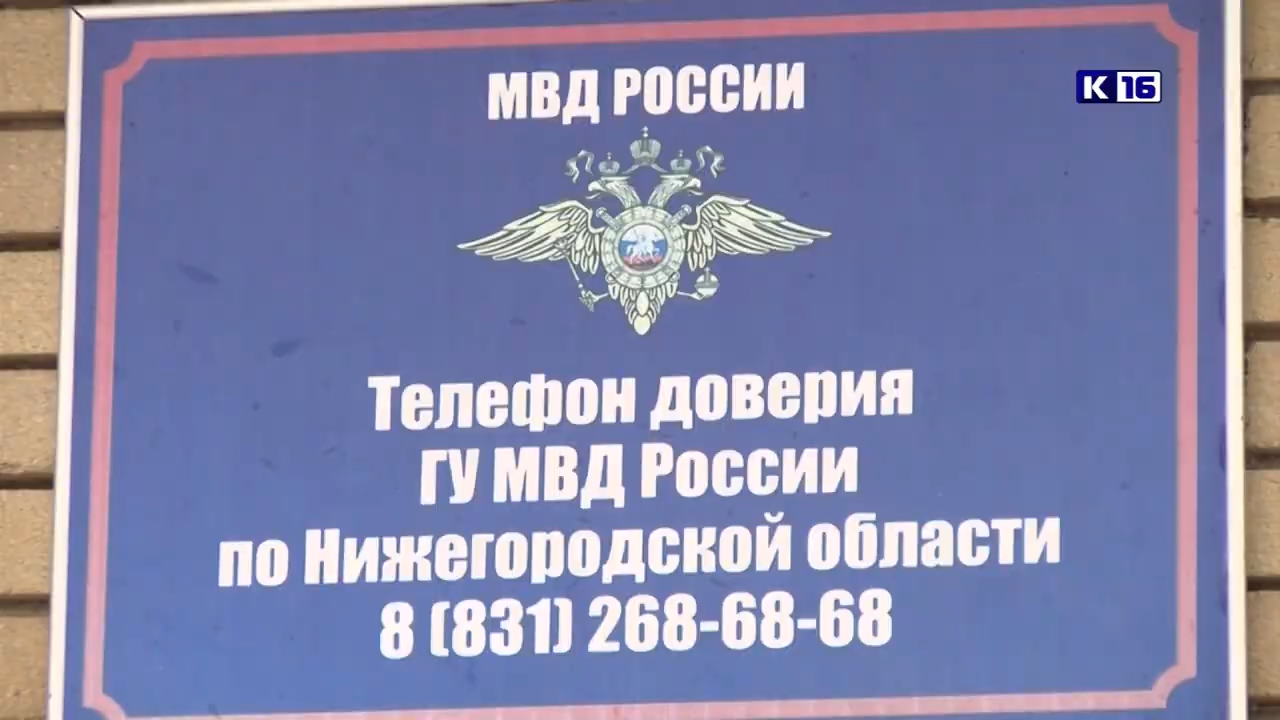 МВД РОССИИ
К 16
Телефон доверия
ГУ МВД России
по Нижегородской области
8 (831) 268-68-68